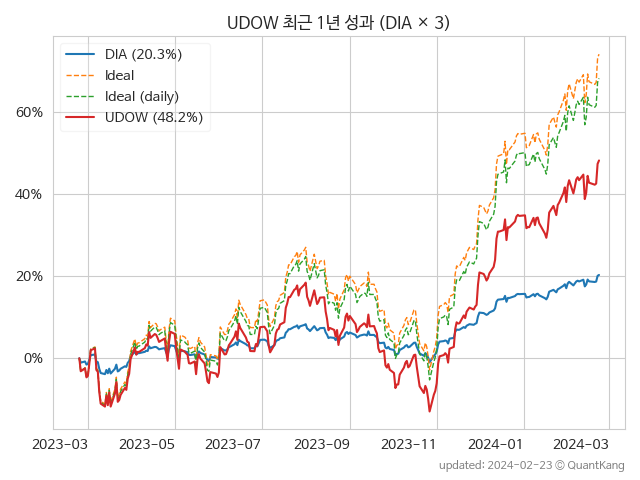 UDOW 최근 1년 성과 (DIA × 3)
DIA (20.3%)
Ideal
Ideal (daily)
UDOW (48.2%)
60%
40%
20%
0%
2023-03 2023-05 2023-07 2023-09 2023-11 2024-01 2024-03
updated: 2024-02-23 ⓒ QuantKang